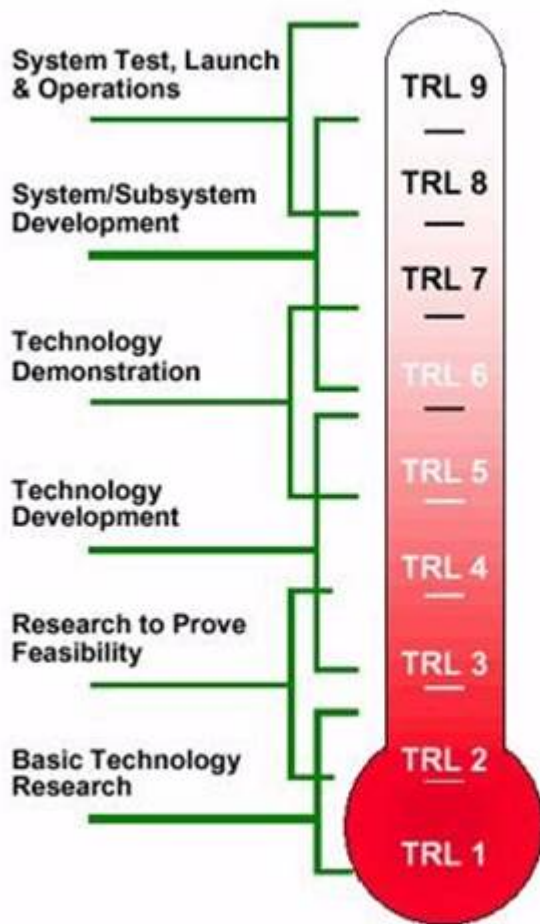 System Test, Launch
& Operations
System/Subsystem
Development
Technology
Demonstration
Technology
Development
Research to Prove
Feasibility
Basic Technology
Research
TRL 9
TRL 8
TRL 7
TRL 6
TRL 5
TRL 4
TRL 3
TRL 2
TRL 1